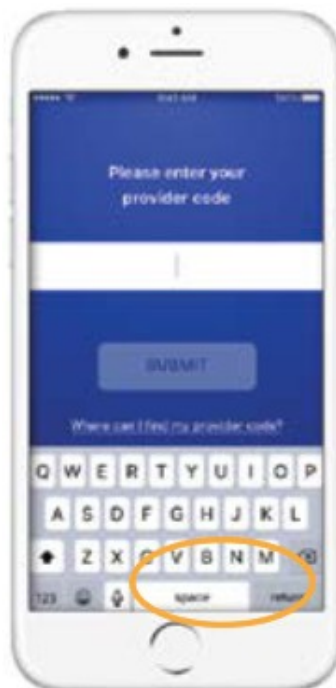 Please enter your
provider code
SUBMIT
Where can I find my provider code?
Q W E R T Y U I O P
A S D F G H J K L
Z X C V B N M
123 space return